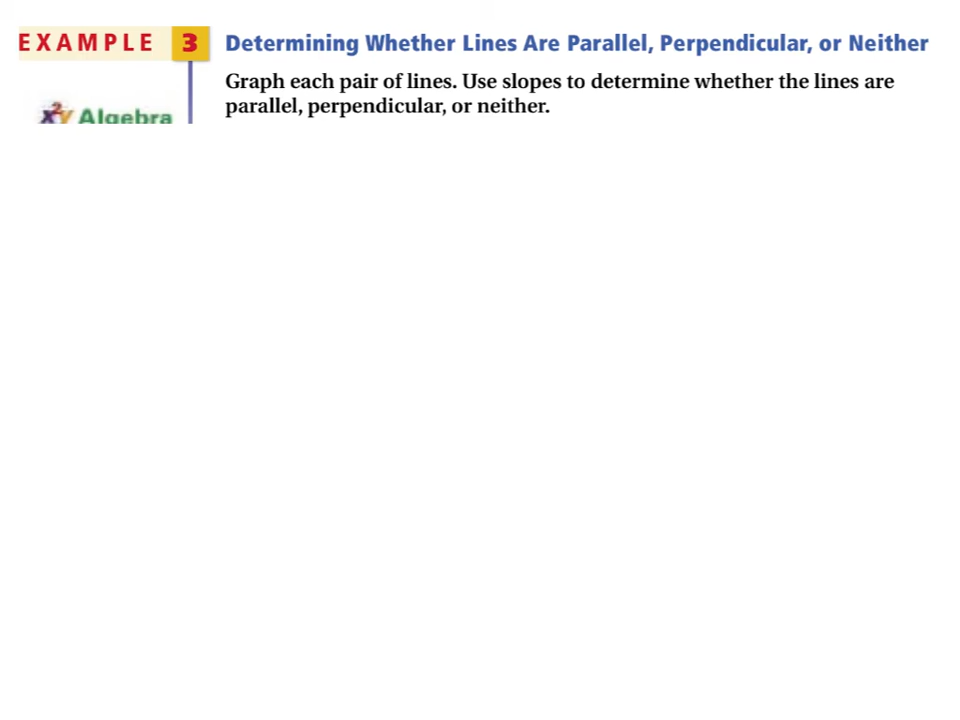 EXAMPLE 3 Determining Whether Lines Are Parallel, Perpendicular, or Neither
Graph each pair of lines. Use slopes to determine whether the lines are
parallel, perpendicular, or neither.
x²y Algebra